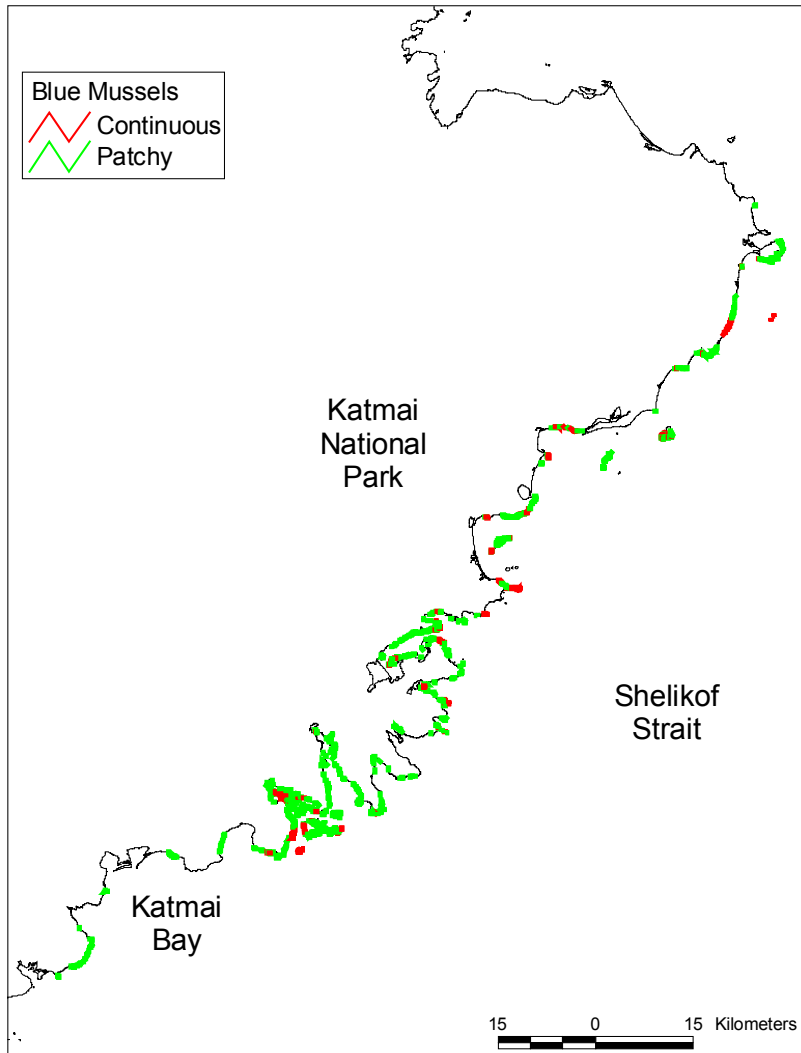 Blue Mussels
Continuous
Patchy
Katmai
National
Park
Shelikof
Strait
Katmai
Bay
15 0 15 Kilometers